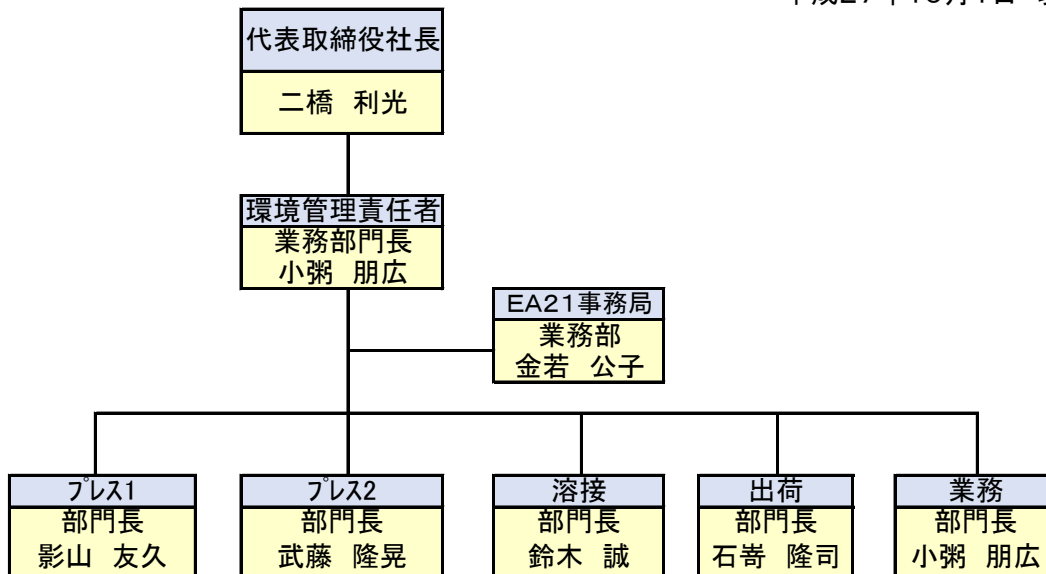 代表取締役社長
二橋 利光
環境管理責任者
業務部門長
小粥 朋広
EA21事務局
業務部
金若 公子
プレス1
部門長
影山 友久
プレス2
部門長
武藤 隆晃
溶接
部門長
鈴木 誠
出荷
部門長
石嵜 隆司
業務
部門長
小粥 朋広